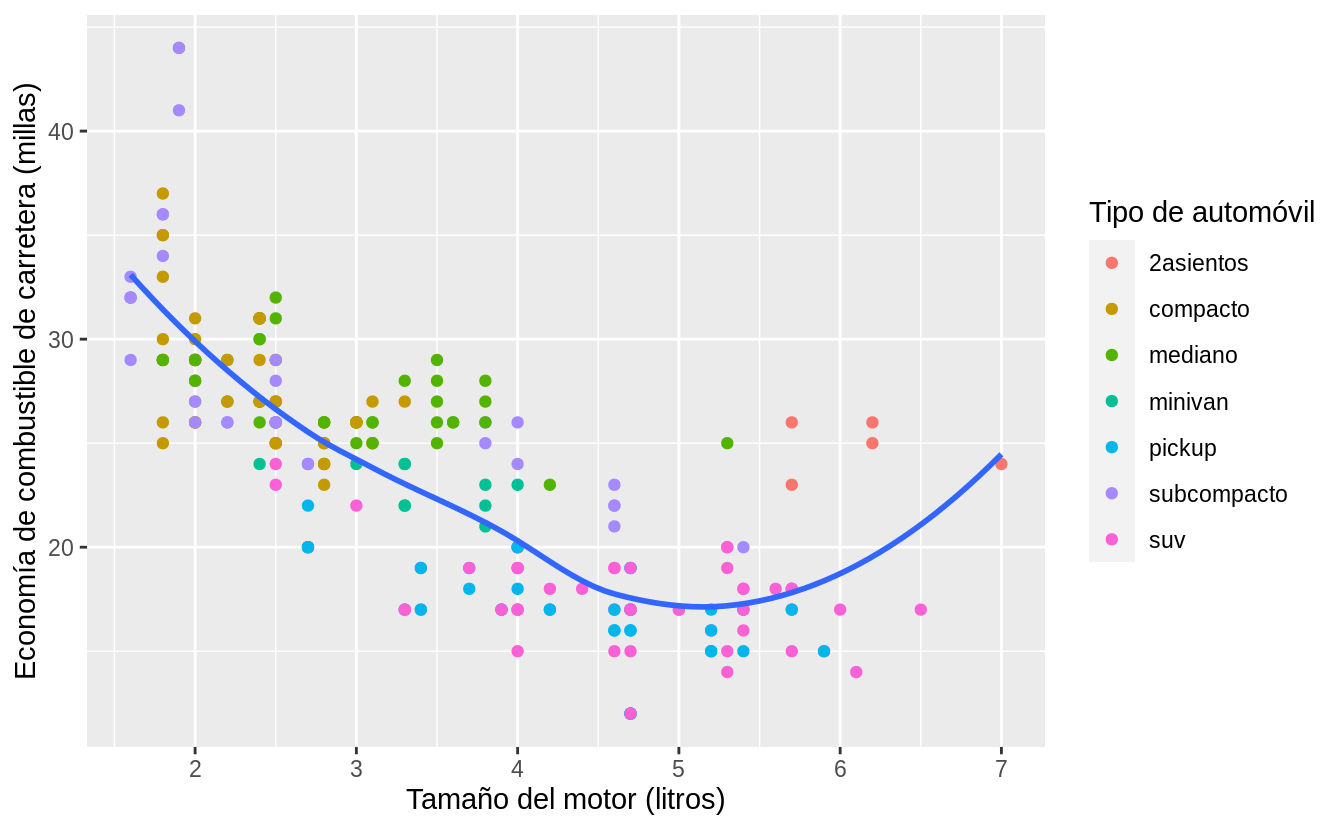 Economía de combustible de carretera (millas)
40
30
20
2 3 4 5 6 7
Tamaño del motor (litros)
Tipo de automóvil
2asientos
compacto
mediano
minivan
pickup
subcompacto
suv